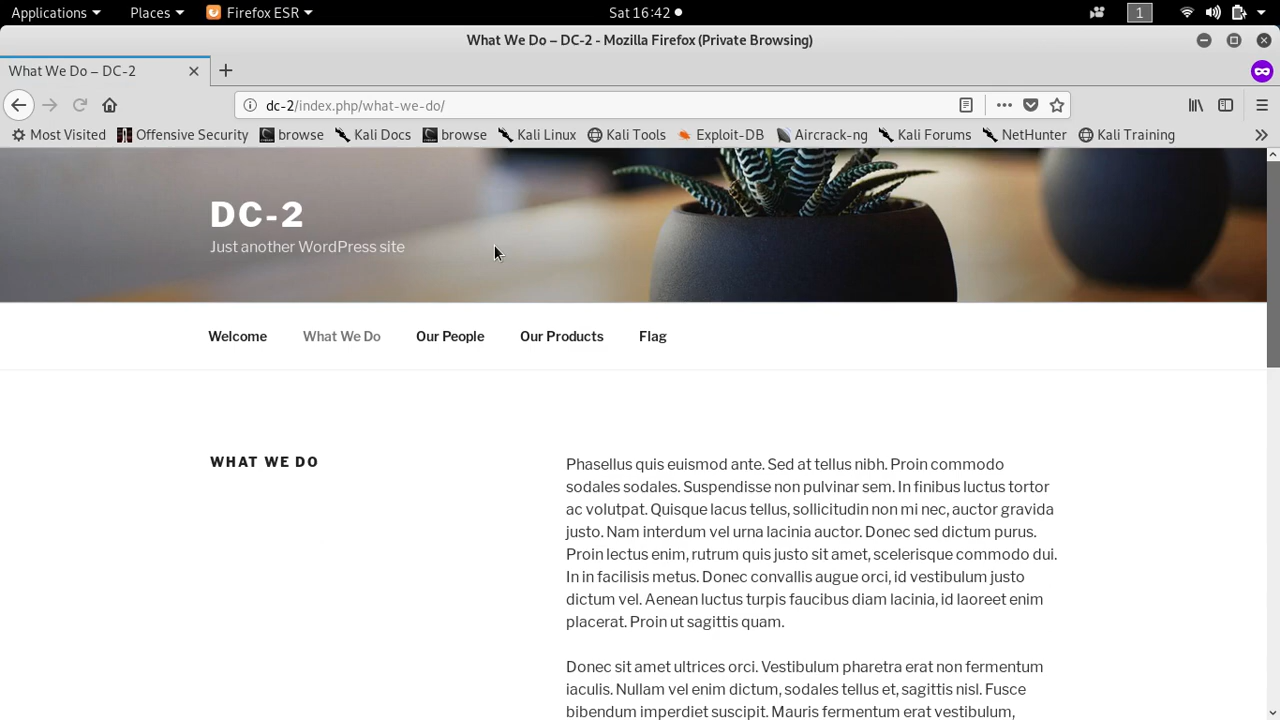 Applications Places Firefox ESR Sat 16:42 1
What We Do – DC-2 - Mozilla Firefox (Private Browsing)
What We Do – DC-2
dc-2/index.php/what-we-do/
Most Visited Offensive Security browse Kali Docs browse Kali Linux Kali Tools Exploit-DB Aircrack-ng Kali Forums NetHunter Kali Training
DC-2
Just another WordPress site
Welcome What We Do Our People Our Products Flag
WHAT WE DO
Phasellus quis euismod ante. Sed at tellus nibh. Proin commodo
sodales sodales. Suspendisse non pulvinar sem. In finibus luctus tortor
ac volutpat. Quisque lacus tellus, sollicitudin non mi nec, auctor gravida
justo. Nam interdum vel urna lacinia auctor. Donec sed dictum purus.
Proin lectus enim, rutrum quis justo sit amet, scelerisque commodo dui.
In in facilisis metus. Donec convallis augue orci, id vestibulum justo
dictum vel. Aenean luctus turpis faucibus diam lacinia, id laoreet enim
placerat. Proin ut sagittis quam.
Donec sit amet ultrices orci. Vestibulum pharetra erat non fermentum
iaculis. Nullam vel enim dictum, sodales tellus et, sagittis nisl. Fusce
bibendum imperdiet suscipit. Mauris fermentum erat vestibulum,